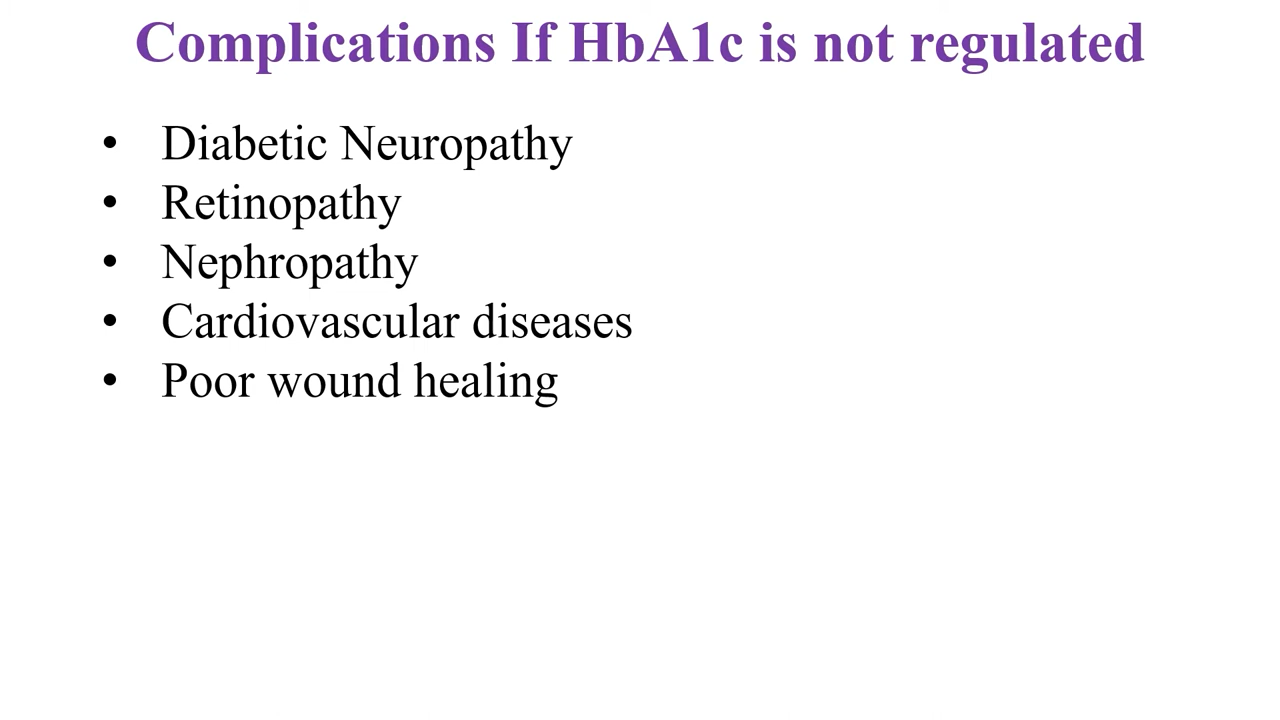 Complications If HbA1c is not regulated
• Diabetic Neuropathy
• Retinopathy
• Nephropathy
• Cardiovascular diseases
• Poor wound healing